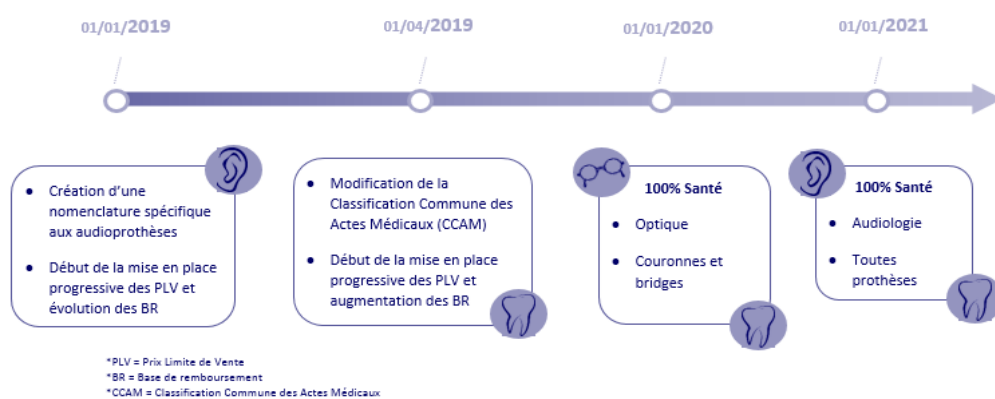 01/01/2019
01/04/2019
01/01/2020
01/01/2021
• Création d'une
nomenclature spécifique
aux audioprothèses
• Début de la mise en place
progressive des PLV et
évolution des BR
• Modification de la
Classification Commune des
Actes Médicaux (CCAM)
• Début de la mise en place
progressive des PLV et
augmentation des BR
100% Santé
• Optique
• Couronnes et
bridges
100% Santé
• Audiologie
• Toutes
prothèses
*PLV = Prix Limite de Vente
*BR = Base de remboursement
*CCAM = Classification Commune des Actes Médicaux